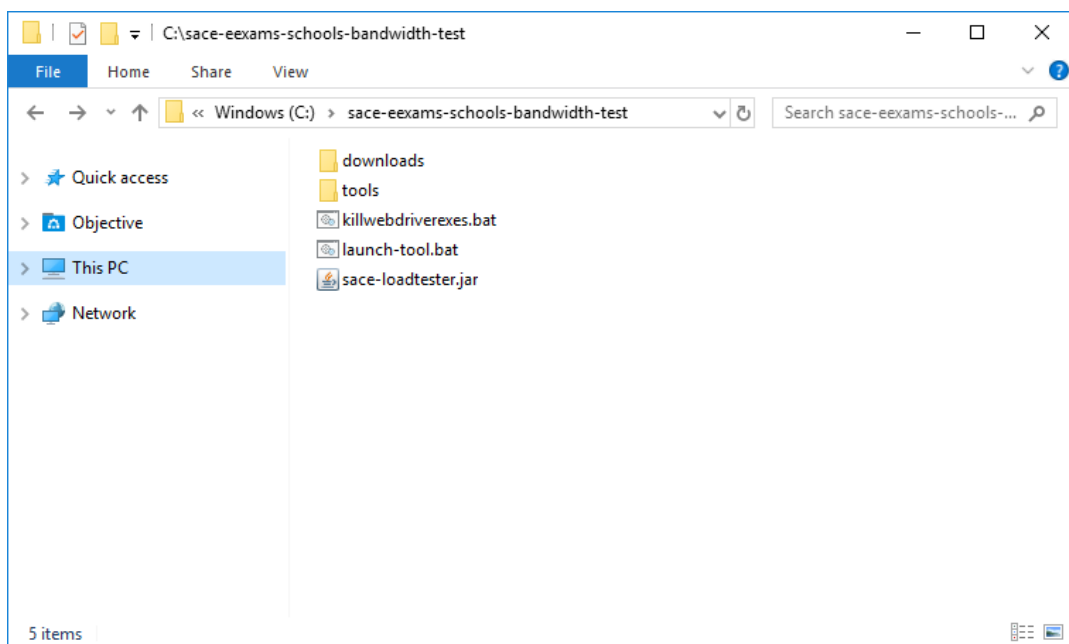 C:\sace-eexams-schools-bandwidth-test
File Home Share View
« Windows (C:) › sace-eexams-schools-bandwidth-test Search sace-eexams-schools-...
Quick access
Objective
This PC
Network
downloads
tools
killwebdriverexes.bat
launch-tool.bat
sace-loadtester.jar
5 items